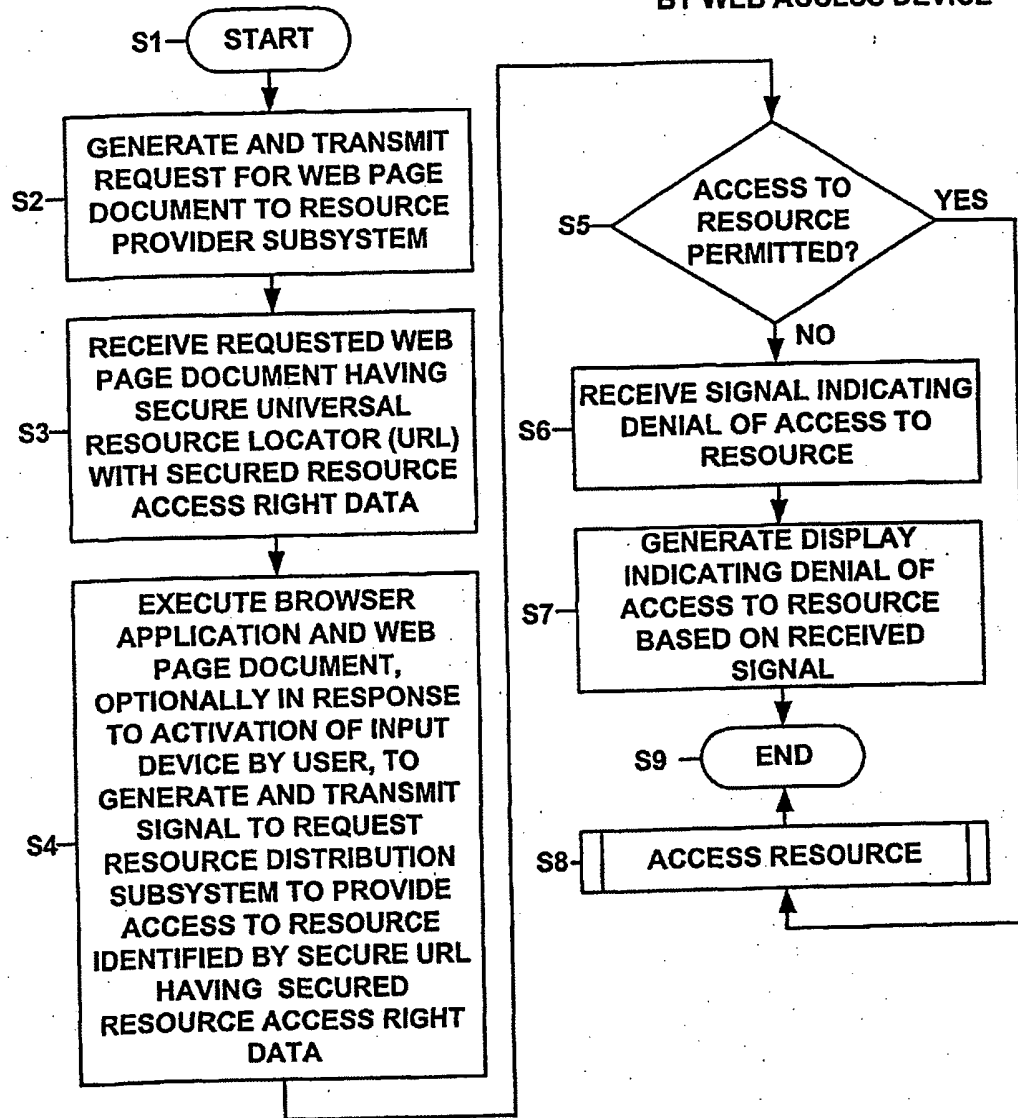 BY WEB ACCESS DEVICE
S1
START
S2
GENERATE AND TRANSMIT
REQUEST FOR WEB PAGE
DOCUMENT TO RESOURCE
PROVIDER SUBSYSTEM
S3
RECEIVE REQUESTED WEB
PAGE DOCUMENT HAVING
SECURE UNIVERSAL
RESOURCE LOCATOR (URL)
WITH SECURED RESOURCE
ACCESS RIGHT DATA
S4
EXECUTE BROWSER
APPLICATION AND WEB
PAGE DOCUMENT,
OPTIONALLY IN RESPONSE
TO ACTIVATION OF INPUT
DEVICE BY USER, TO
GENERATE AND TRANSMIT
SIGNAL TO REQUEST
RESOURCE DISTRIBUTION
SUBSYSTEM TO PROVIDE
ACCESS TO RESOURCE
IDENTIFIED BY SECURE URL
HAVING SECURED
RESOURCE ACCESS RIGHT
DATA
S5
ACCESS TO
RESOURCE
PERMITTED?
YES
NO
S6
RECEIVE SIGNAL INDICATING
DENIAL OF ACCESS TO
RESOURCE
S7
GENERATE DISPLAY
INDICATING DENIAL OF
ACCESS TO RESOURCE
BASED ON RECEIVED
SIGNAL
S9
END
S8
ACCESS RESOURCE